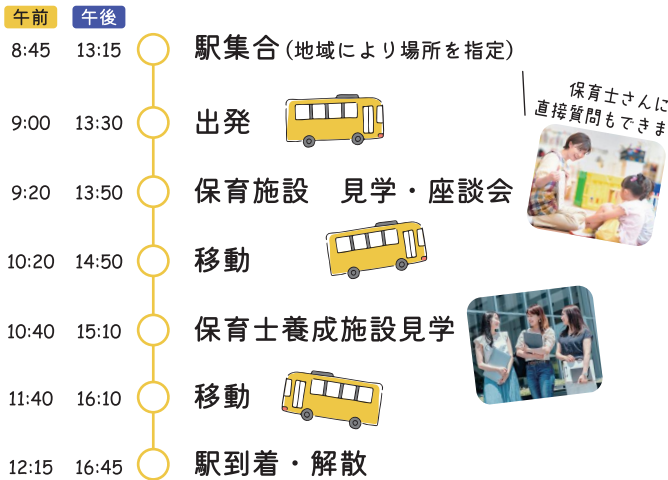 午前 午後
8:45 13:15 駅集合(地域により場所を指定)
9:00 13:30 出発
保育士さんに
直接質問もできま
9:20 13:50 保育施設 見学・座談会
10:20 14:50 移動
10:40 15:10 保育士養成施設見学
11:40 16:10 移動
12:15 16:45 駅到着・解散